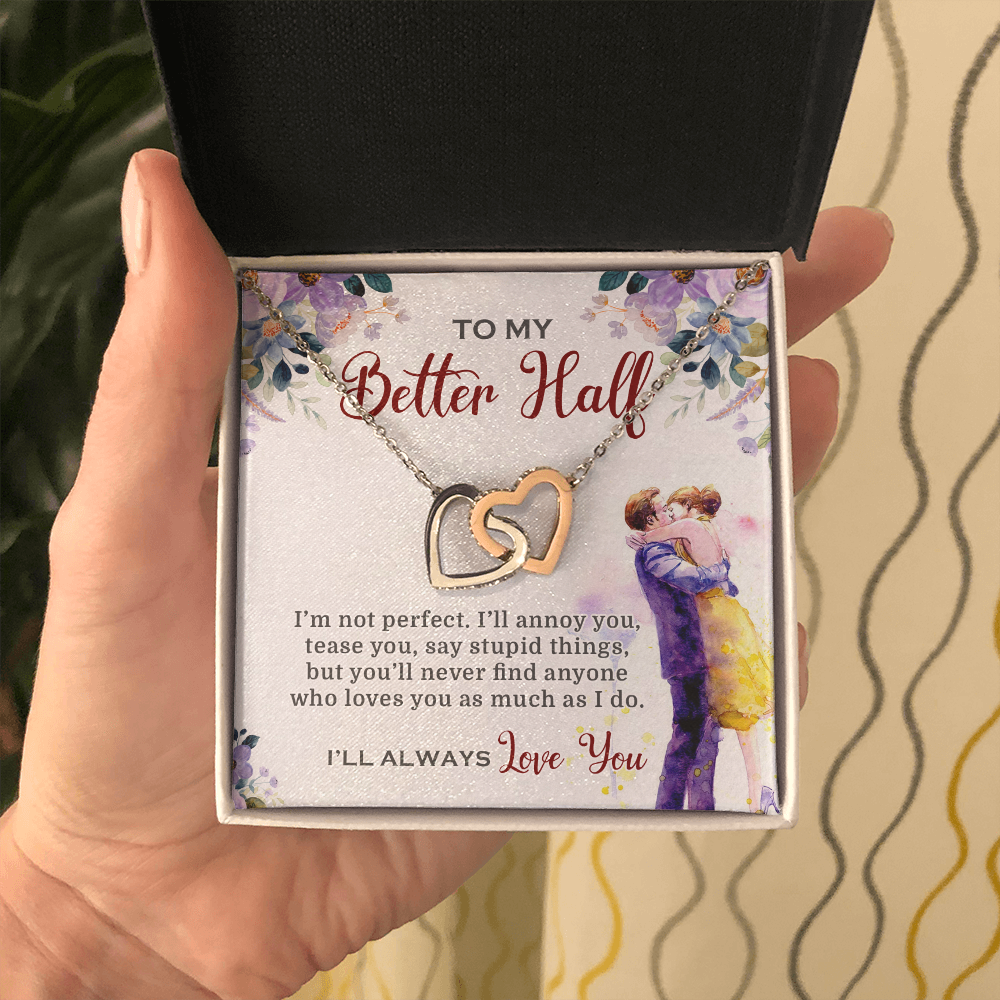 TO MY
Better Half
I’m not perfect. I’ll annoy you,
tease you, say stupid things,
but you’ll never find anyone
who loves you as much as I do.
I’LL ALWAYS Love You